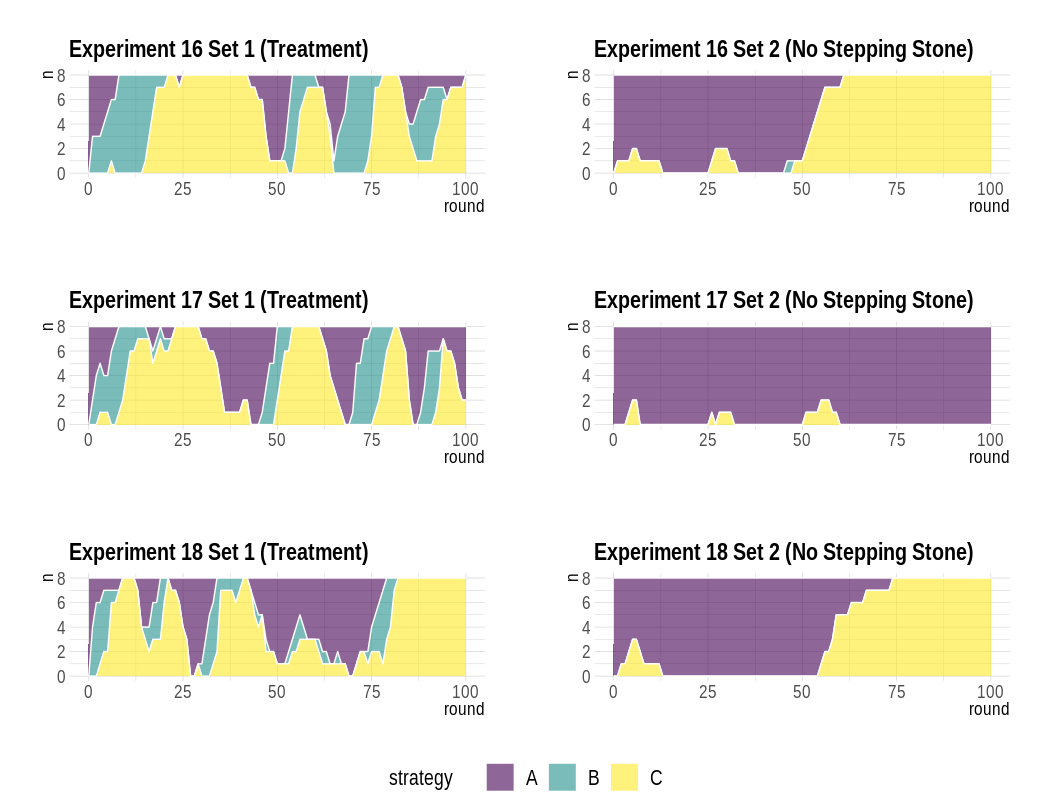 Experiment 16 Set 1 (Treatment)
n
8
6
4
2
0
0 25 50 75 100
round
Experiment 16 Set 2 (No Stepping Stone)
n
8
6
4
2
0
0 25 50 75 100
round
Experiment 17 Set 1 (Treatment)
n
8
6
4
2
0
0 25 50 75 100
round
Experiment 17 Set 2 (No Stepping Stone)
n
8
6
4
2
0
0 25 50 75 100
round
Experiment 18 Set 1 (Treatment)
n
8
6
4
2
0
0 25 50 75 100
round
Experiment 18 Set 2 (No Stepping Stone)
n
8
6
4
2
0
0 25 50 75 100
round
strategy A B C